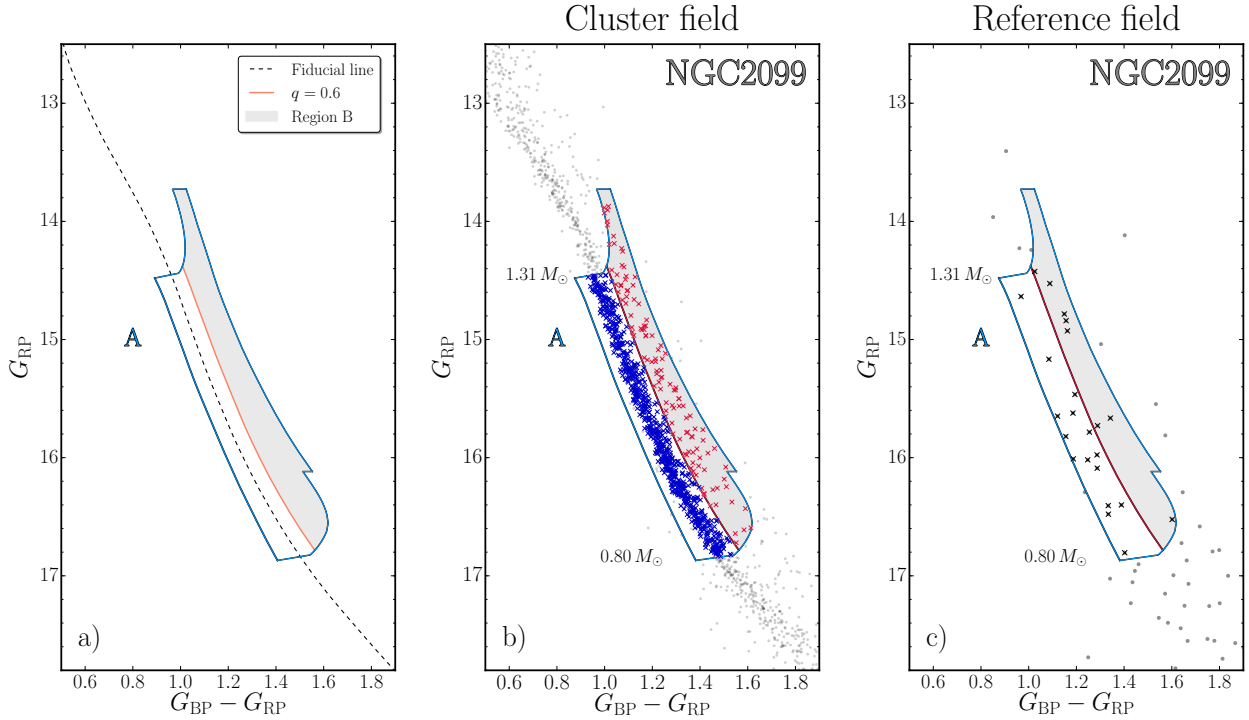 Cluster field
Reference field
Fiducial line
q = 0.6
Region B
NGC2099
NGC2099
13
14
15
16
17
G_RP
A
a)
0.6 0.8 1.0 1.2 1.4 1.6 1.8
G_BP − G_RP
13
14
15
16
17
G_RP
1.31 M_⊙
A
0.80 M_⊙
b)
0.6 0.8 1.0 1.2 1.4 1.6 1.8
G_BP − G_RP
13
14
15
16
17
G_RP
1.31 M_⊙
A
0.80 M_⊙
c)
0.6 0.8 1.0 1.2 1.4 1.6 1.8
G_BP − G_RP